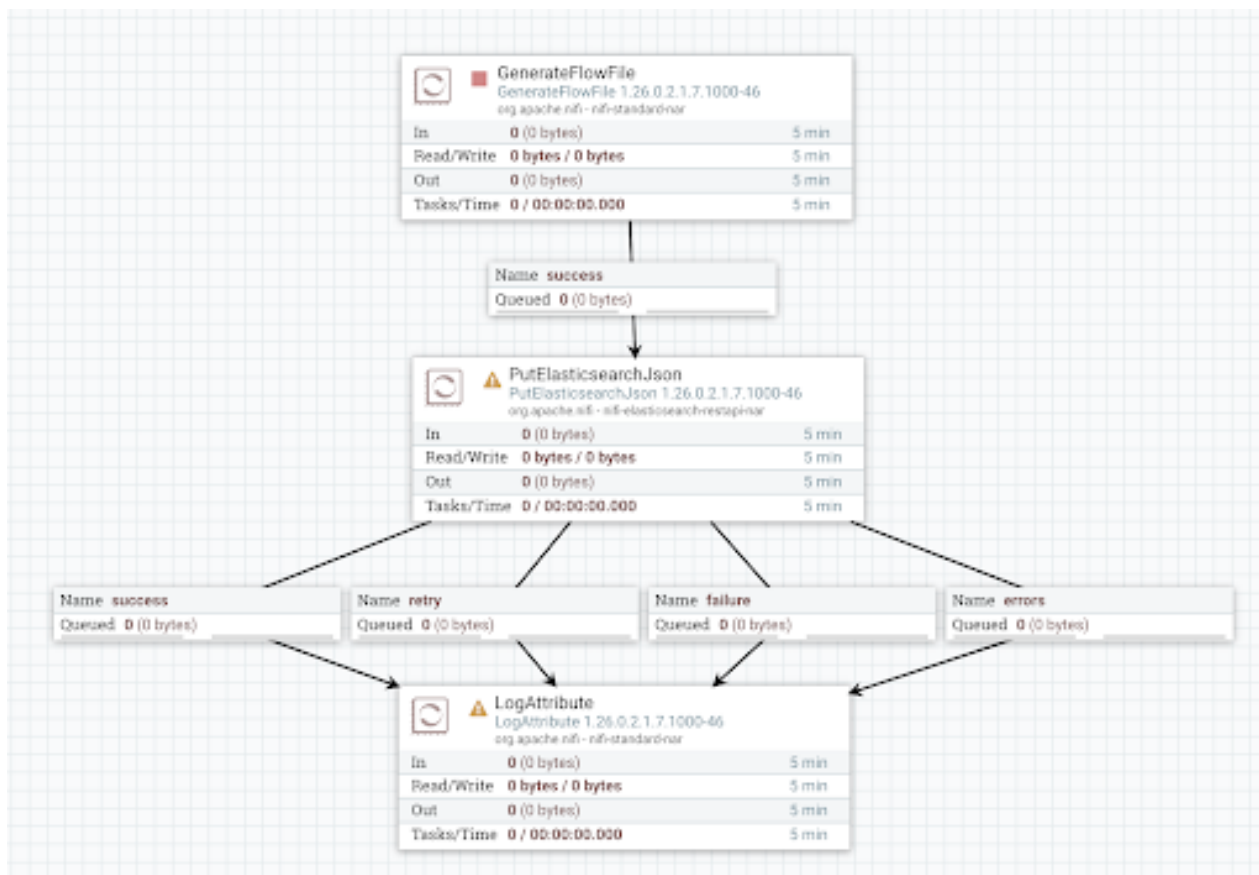 GenerateFlowFile
GenerateFlowFile 1.26.0.2.1.7.1000-46
org.apache.nifi - nifi-standard-nar
In 0 (0 bytes) 5 min
Read/Write 0 bytes / 0 bytes 5 min
Out 0 (0 bytes) 5 min
Tasks/Time 0 / 00:00:00.000 5 min
Name success
Queued 0 (0 bytes)
PutElasticsearchJson
PutElasticsearchJson 1.26.0.2.1.7.1000-46
org.apache.nifi - nifi-elasticsearch-restapi-nar
In 0 (0 bytes) 5 min
Read/Write 0 bytes / 0 bytes 5 min
Out 0 (0 bytes) 5 min
Tasks/Time 0 / 00:00:00.000 5 min
Name success
Queued 0 (0 bytes)
Name retry
Queued 0 (0 bytes)
Name failure
Queued 0 (0 bytes)
Name errors
Queued 0 (0 bytes)
LogAttribute
LogAttribute 1.26.0.2.1.7.1000-46
org.apache.nifi - nifi-standard-nar
In 0 (0 bytes) 5 min
Read/Write 0 bytes / 0 bytes 5 min
Out 0 (0 bytes) 5 min
Tasks/Time 0 / 00:00:00.000 5 min